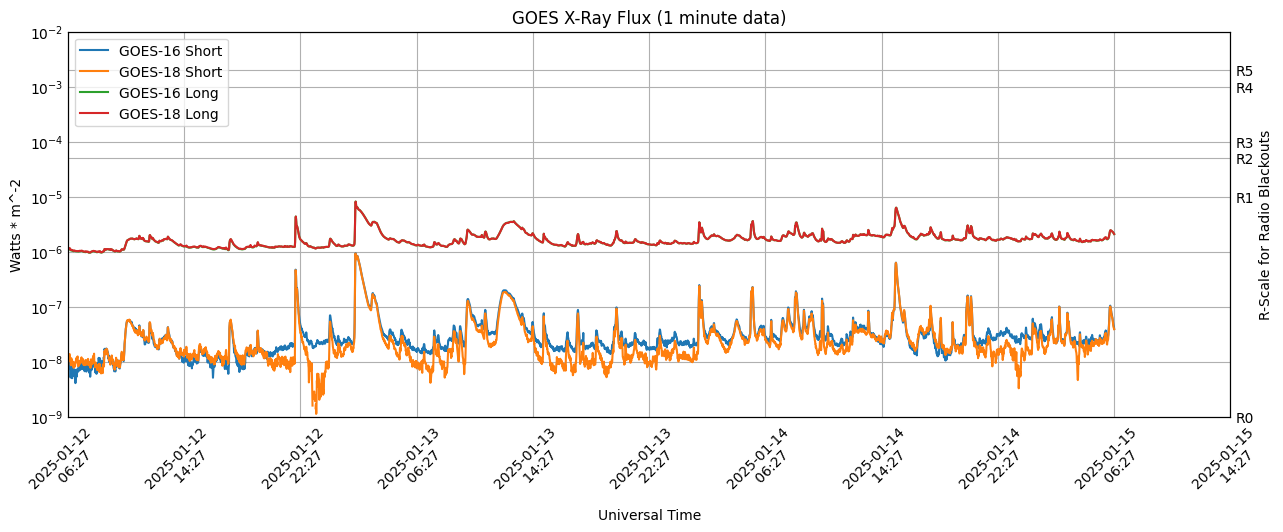 GOES X-Ray Flux (1 minute data)
GOES-16 Short
GOES-18 Short
GOES-16 Long
GOES-18 Long
10^-2
10^-3
10^-4
10^-5
10^-6
10^-7
10^-8
10^-9
Watts * m^-2
R5
R4
R3
R2
R1
R0
R-Scale for Radio Blackouts
2025-01-12
06:27
2025-01-12
14:27
2025-01-12
22:27
2025-01-13
06:27
2025-01-13
14:27
2025-01-13
22:27
2025-01-14
06:27
2025-01-14
14:27
2025-01-14
22:27
2025-01-15
06:27
2025-01-15
14:27
Universal Time